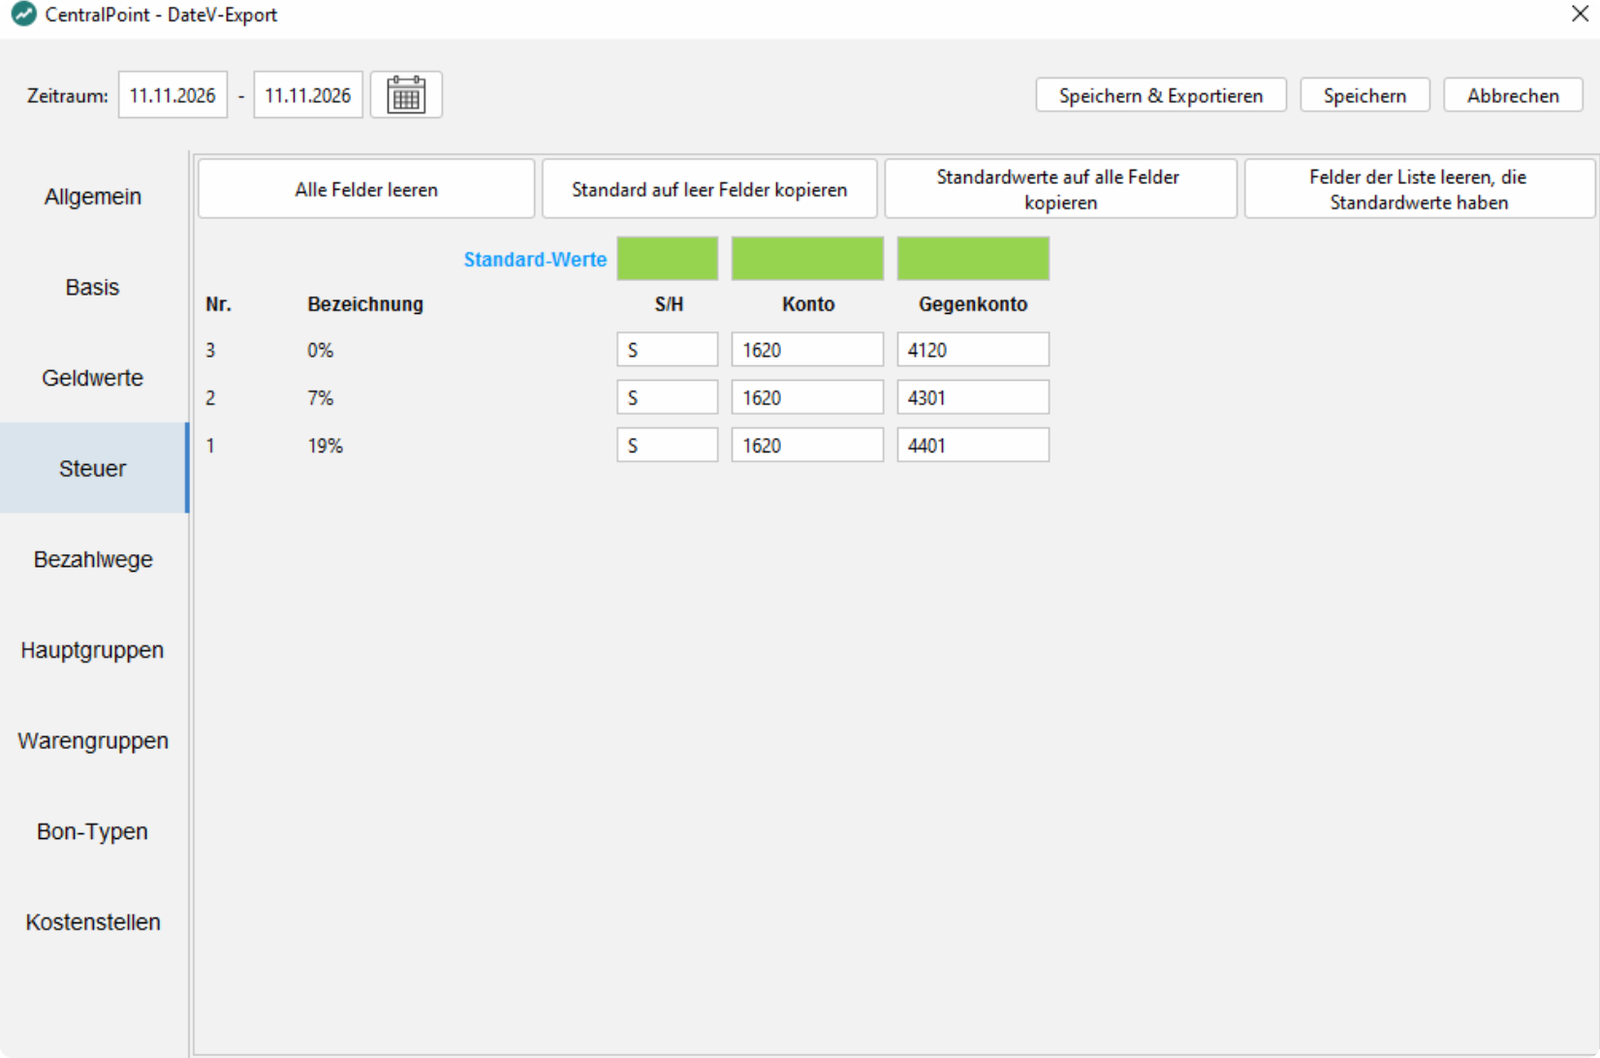 CentralPoint - DateV-Export
Zeitraum: 11.11.2026 - 11.11.2026
Speichern & Exportieren
Speichern
Abbrechen
Allgemein
Basis
Geldwerte
Steuer
Bezahlwege
Hauptgruppen
Warengruppen
Bon-Typen
Kostenstellen
Alle Felder leeren
Standard auf leer Felder kopieren
Standardwerte auf alle Felder
kopieren
Felder der Liste leeren, die
Standardwerte haben
Standard-Werte
Nr. Bezeichnung S/H Konto Gegenkonto
3 0% S 1620 4120
2 7% S 1620 4301
1 19% S 1620 4401